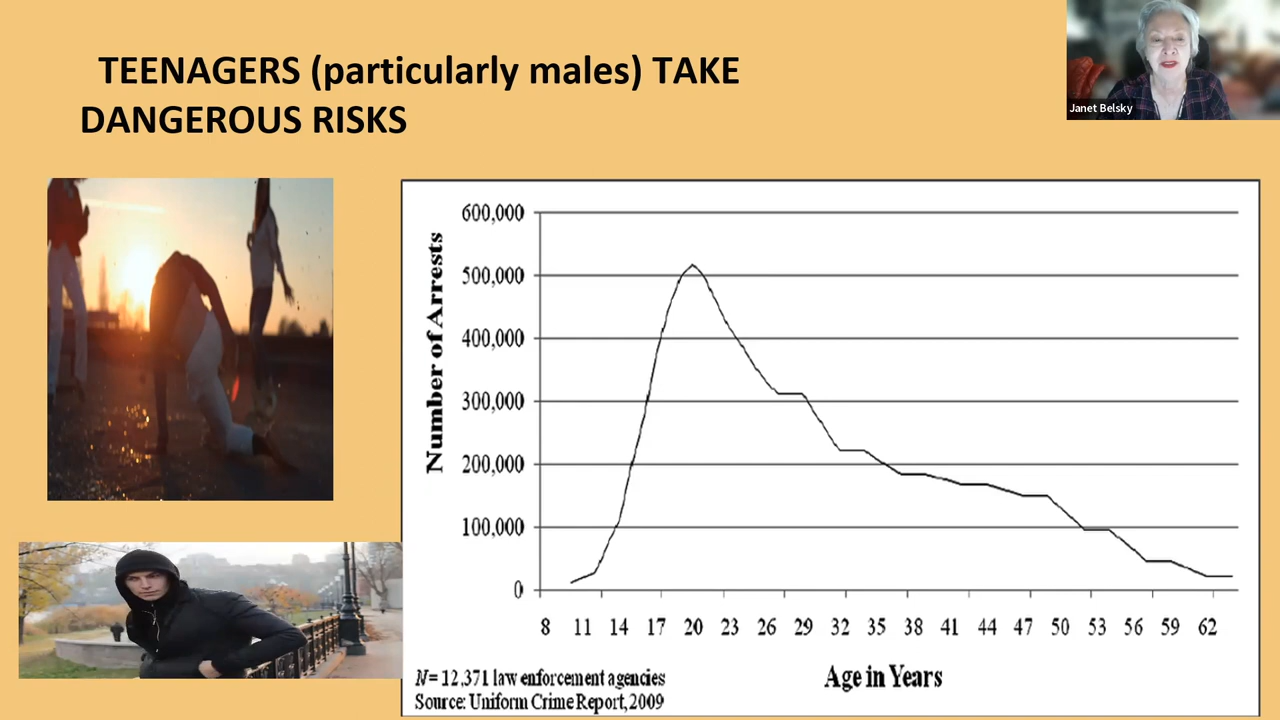 TEENAGERS (particularly males) TAKE
DANGEROUS RISKS
Janet Belsky
Number of Arrests
600,000
500,000
400,000
300,000
200,000
100,000
0
8 11 14 17 20 23 26 29 32 35 38 41 44 47 50 53 56 59 62
Age in Years
N= 12,371 law enforcement agencies
Source: Uniform Crime Report, 2009